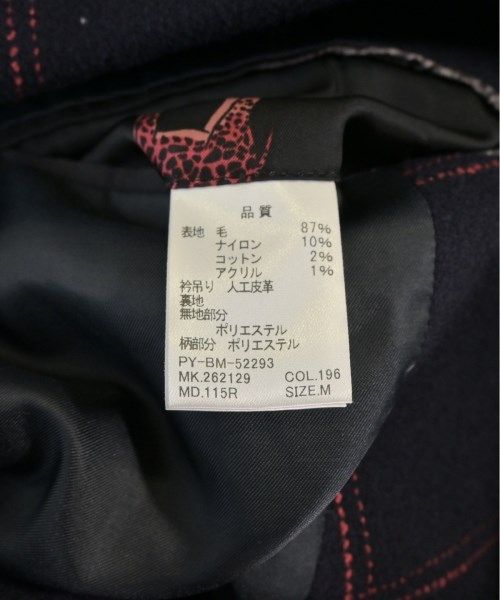 品質
表地 毛 87%
ナイロン 10%
コットン 2%
アクリル 1%
衿吊り 人工皮革
裏地
無地部分
ポリエステル
柄部分 ポリエステル
PY-BM-52293
MK.262129 COL.196
MD.115R SIZE.M